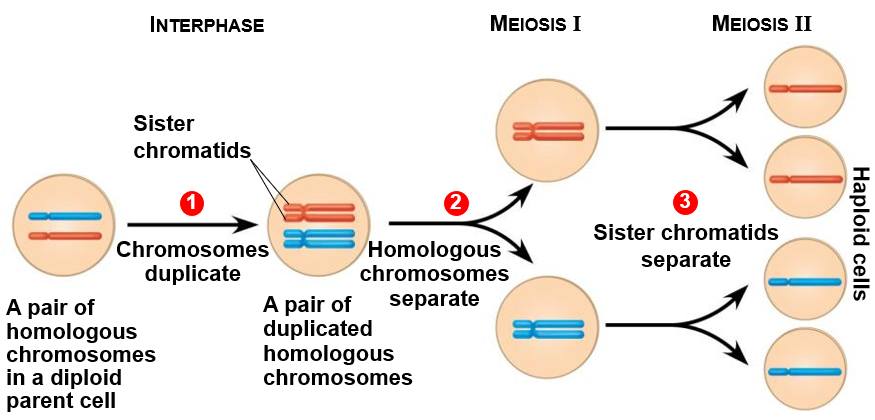 INTERPHASE
MEIOSIS I
MEIOSIS II
Sister
chromatids
1
2
3
Chromosomes
duplicate
Homologous
chromosomes
separate
Sister chromatids
separate
Haploid cells
A pair of
homologous
chromosomes
in a diploid
parent cell
A pair of
duplicated
homologous
chromosomes